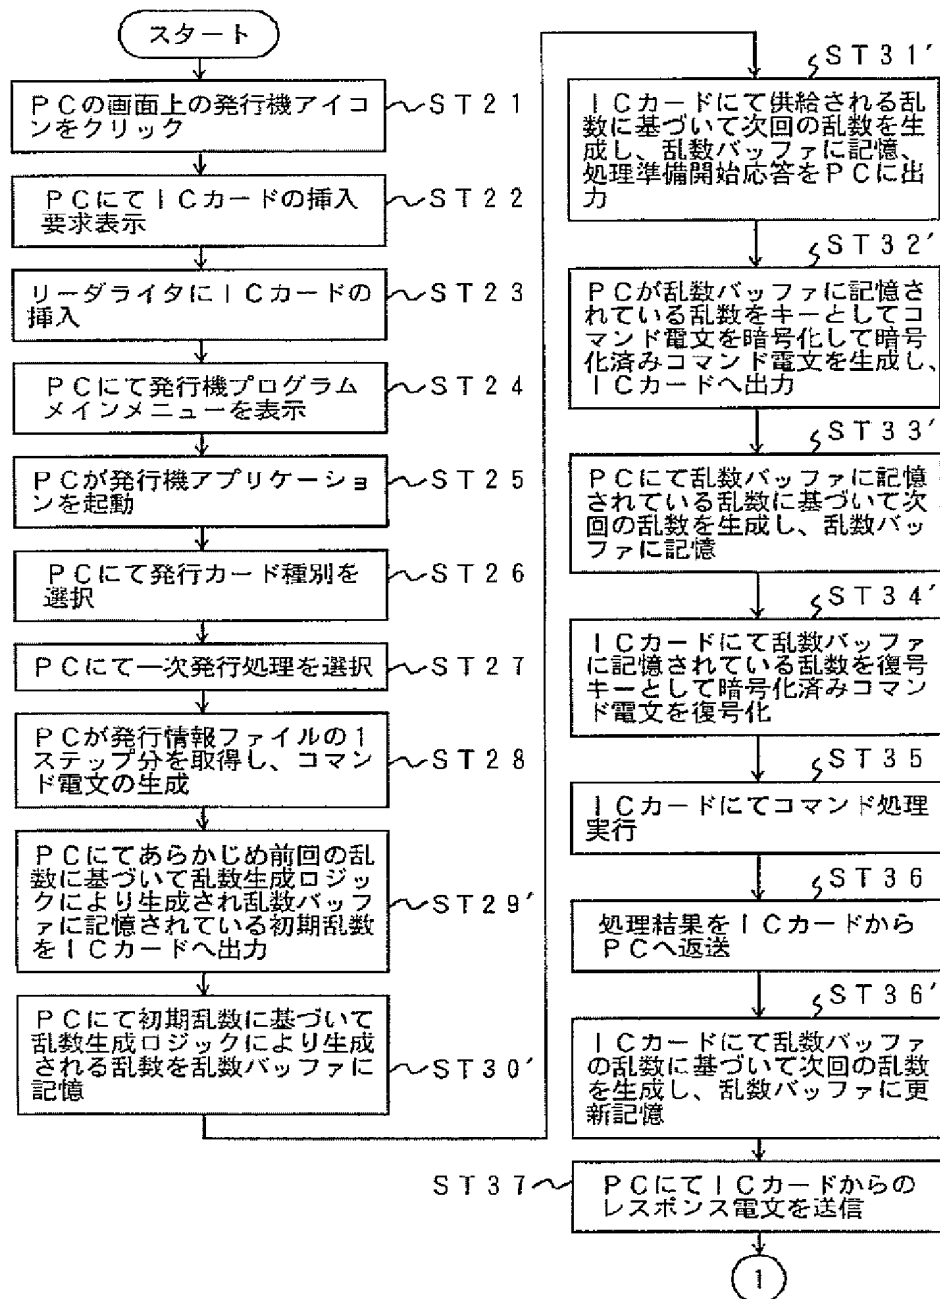 スタート
PCの画面上の発行機アイコ
ンをクリック
ST21
PCにてICカードの挿入
要求表示
ST22
リーダライタにICカードの
挿入
ST23
PCにて発行機プログラム
メインメニューを表示
ST24
PCが発行機アプリケーショ
ンを起動
ST25
PCにて発行カード種別を
選択
ST26
PCにて一次発行処理を選択
ST27
PCが発行情報ファイルの1
ステップ分を取得し、コマン
ド電文の生成
ST28
PCにてあらかじめ前回の乱
数に基づいて乱数生成ロジッ
クにより生成され乱数バッフ
ァに記憶されている初期乱数
をICカードへ出力
ST29'
PCにて初期乱数に基づいて
乱数生成ロジックにより生成
される乱数を乱数バッファに
記憶
ST30'
ST31'
ICカードにて供給される乱
数に基づいて次回の乱数を生
成し、乱数バッファに記憶、
処理準備開始応答をPCに出
力
ST32'
PCが乱数バッファに記憶さ
れている乱数をキーとしてコ
マンド電文を暗号化して暗号
化済みコマンド電文を生成し、
ICカードへ出力
ST33'
PCにて乱数バッファに記憶
されている乱数に基づいて次
回の乱数を生成し、乱数バッ
ファに記憶
ST34'
ICカードにて乱数バッファ
に記憶されている乱数を復号
キーとして暗号化済みコマン
ド電文を復号化
ST35
ICカードにてコマンド処理
実行
ST36
処理結果をICカードから
PCへ返送
ST36'
ICカードにて乱数バッファ
の乱数に基づいて次回の乱数
を生成し、乱数バッファに更
新記憶
ST37
PCにてICカードからの
レスポンス電文を送信
1